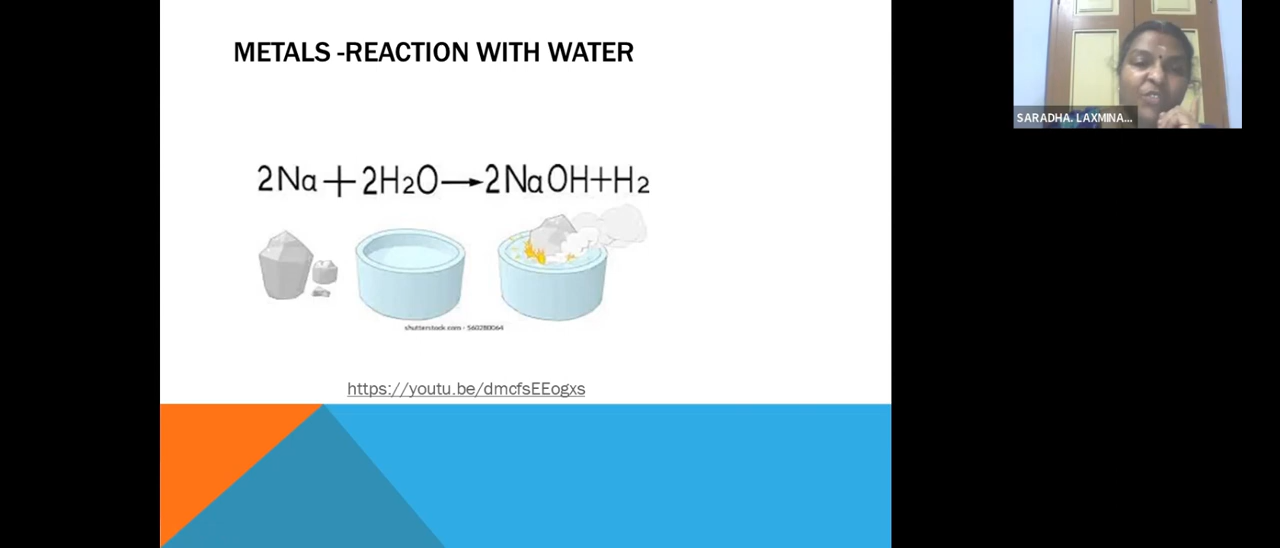 METALS -REACTION WITH WATER
SARADHA. LAXMINA...
2Na+2H₂O→2NaOH+H₂
shutterstock.com · 560280064
https://youtu.be/dmcfsEEogxs